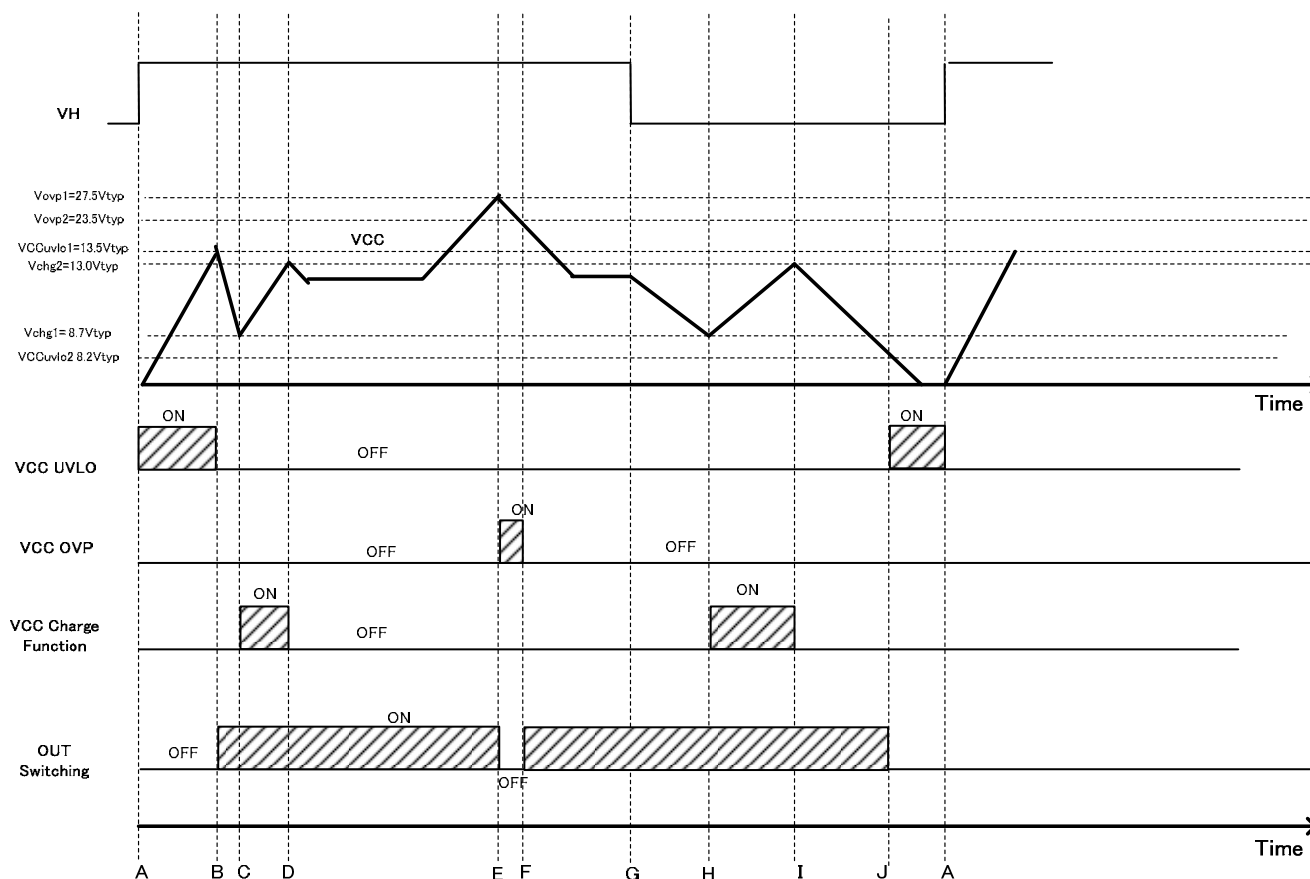 VH
Vovp1=27.5Vtyp
Vovp2=23.5Vtyp
VCCuvlo1=13.5Vtyp
VCC
Vchg2=13.0Vtyp
Vchg1= 8.7Vtyp
VCCuvlo2 8.2Vtyp
Time
ON
ON
VCC UVLO
OFF
ON
VCC OVP
OFF
OFF
ON
ON
VCC Charge
Function
OFF
ON
OUT
Switching
OFF
OFF
Time
A B C D E F G H I J A